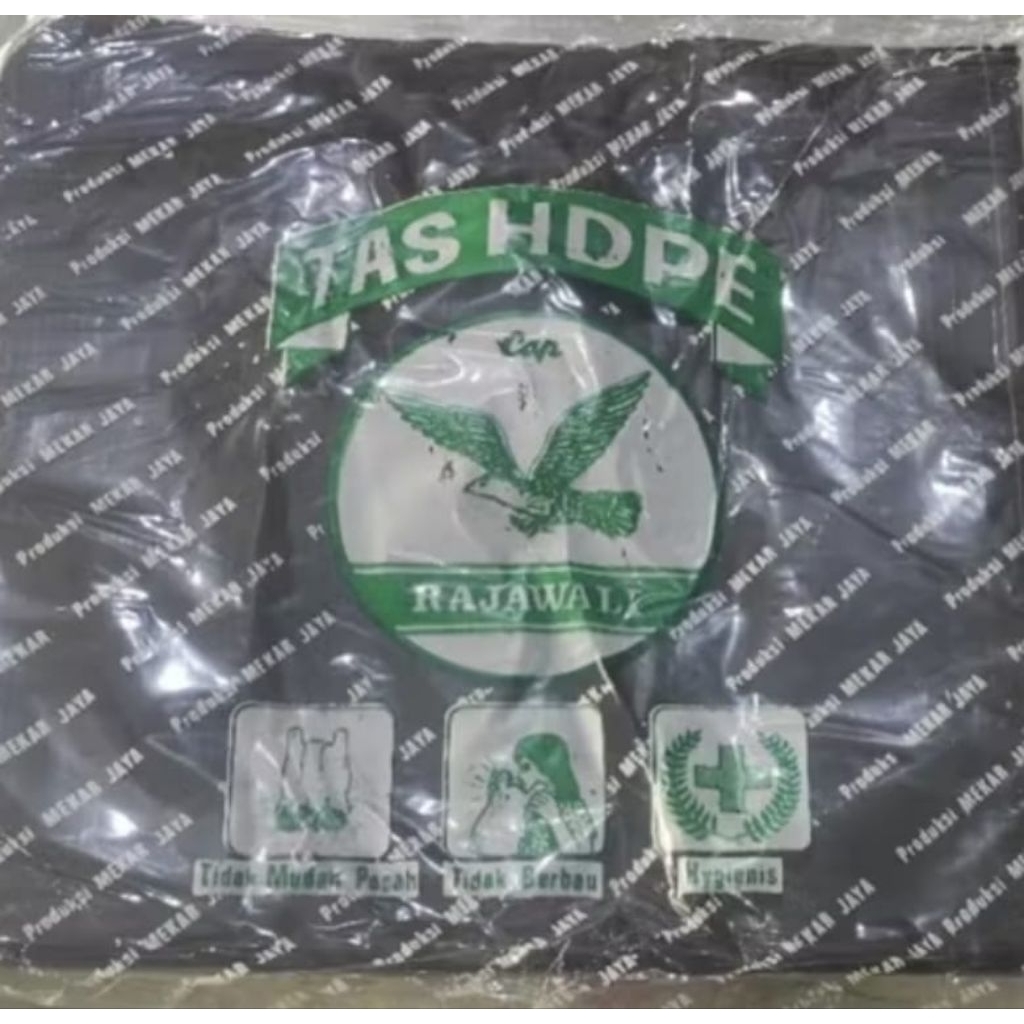 TAS HDPE
Cap
RAJAWALI
Tidak Mudah Pecah
Tidak Berbau
Hygienis
Produksi MEKAR JAYA